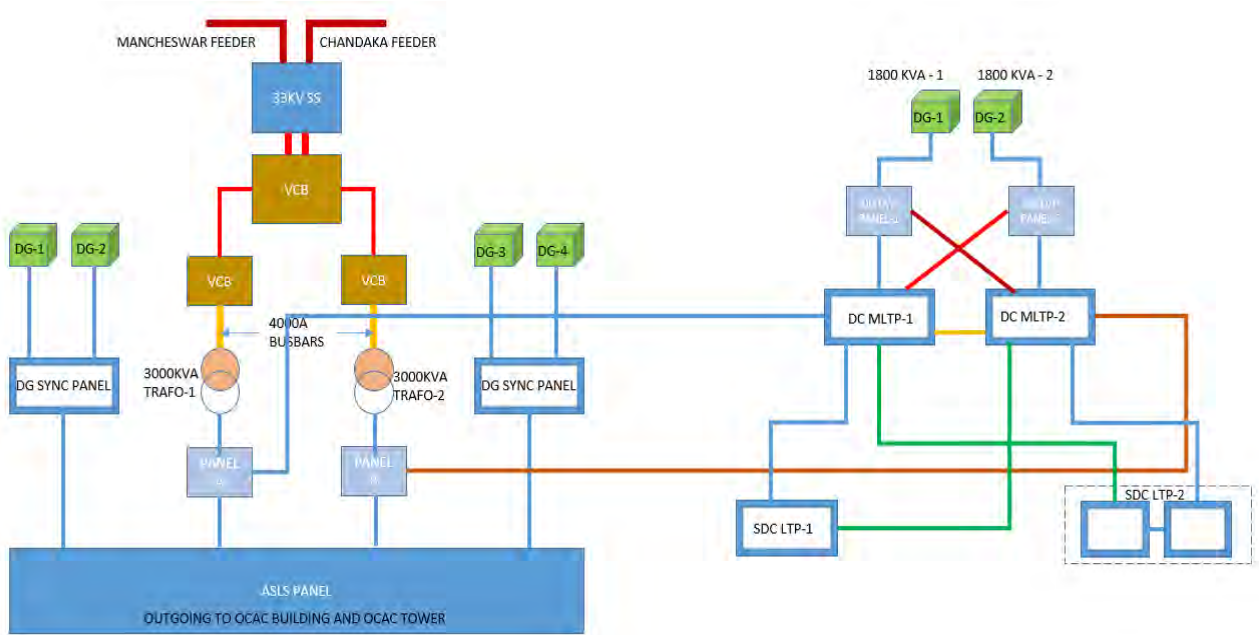 MANCHESWAR FEEDER
CHANDAKA FEEDER
33KV SS
VCB
1800 KVA - 1
1800 KVA - 2
DG-1
DG-2
PANEL
PANEL
DG-1
DG-2
VCB
VCB
DG-3
DG-4
4000A
BUSBARS
DC MLTP-1
DC MLTP-2
DG SYNC PANEL
3000KVA
TRAFO-1
3000KVA
TRAFO-2
DG SYNC PANEL
PANEL
PANEL
SDC LTP-1
SDC LTP-2
ASLS PANEL
OUTGOING TO OCAC BUILDING AND OCAC TOWER